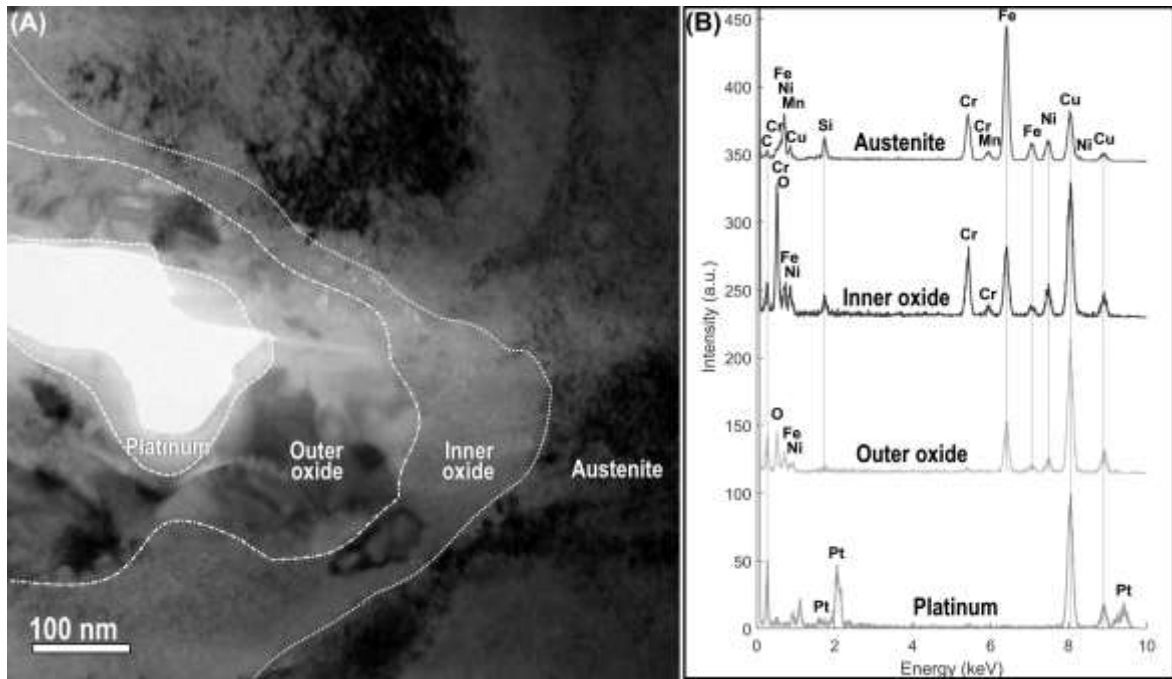 (A)
Platinum
Outer
oxide
Inner
oxide
Austenite
100 nm
(B)
Intensity (a.u.)
450
400
350
300
250
200
150
100
50
0
Fe
Fe
Ni
Mn
Cr
C
Cu
Si
Cr
Cr
Mn
Fe
Ni
Cu
Ni
Cu
Austenite
Cr
O
Fe
Ni
Cr
Cr
Inner oxide
O
Fe
Ni
Outer oxide
Pt
Pt
Platinum
Pt
0 2 4 6 8 10
Energy (keV)